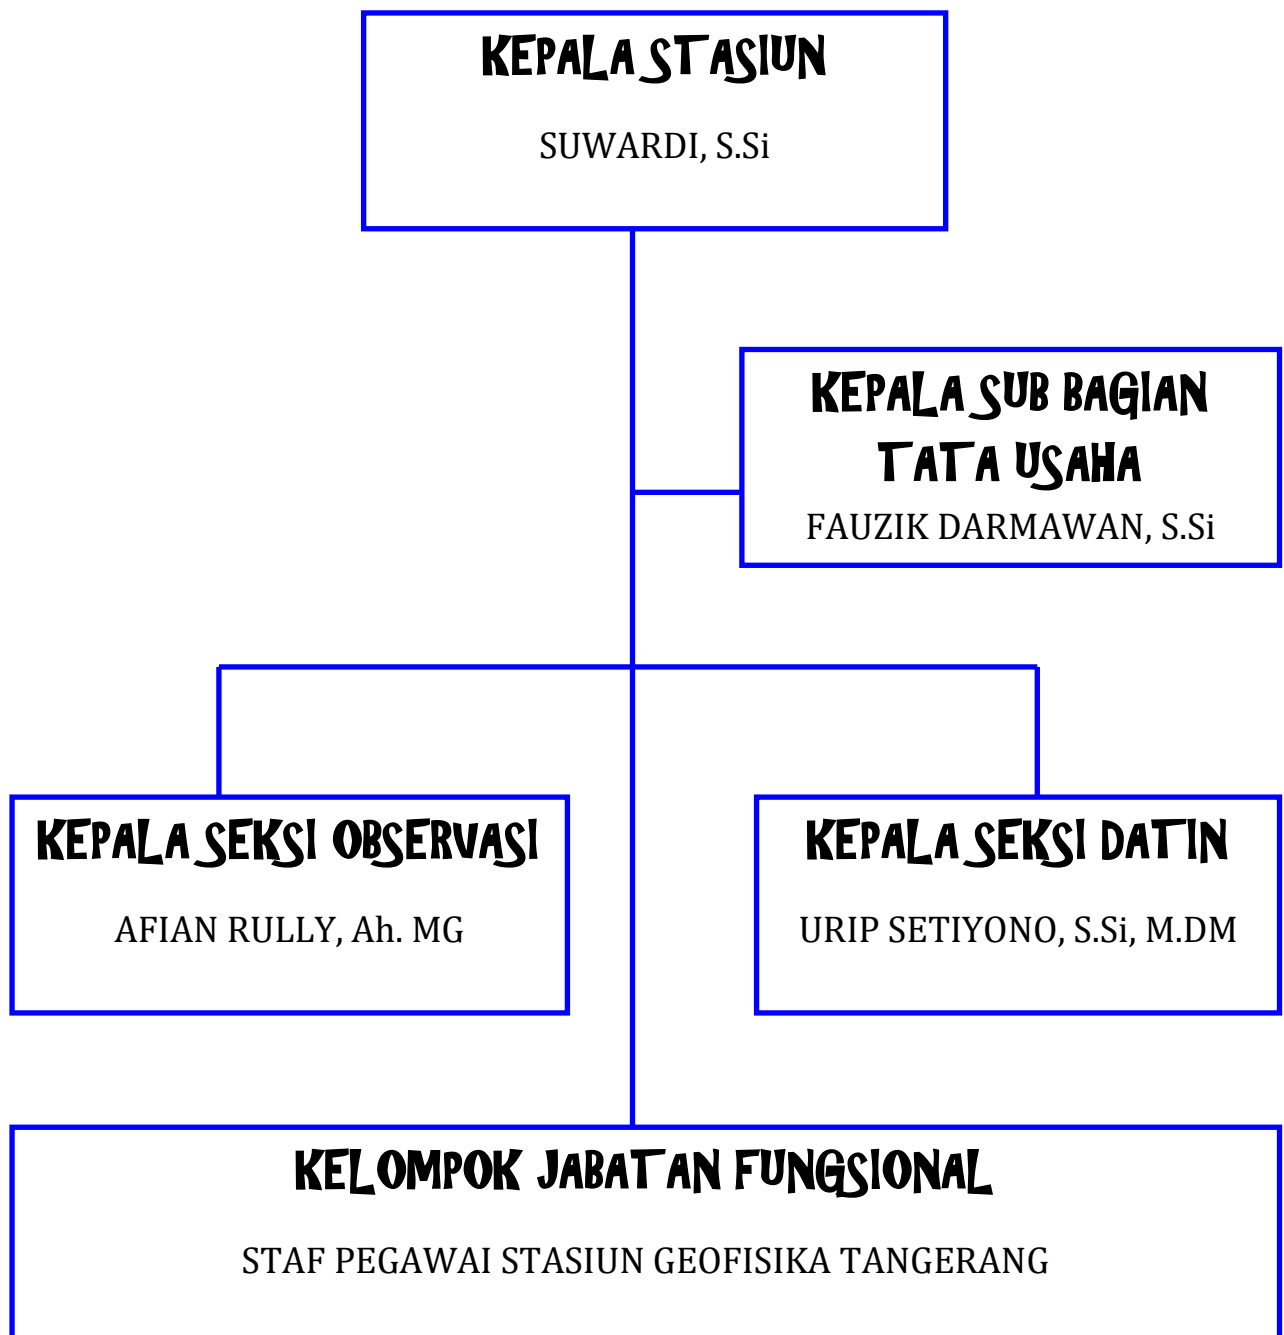 KEPALA STASIUN
SUWARDI, S.Si
KEPALA SUB BAGIAN
TATA USAHA
FAUZIK DARMAWAN, S.Si
KEPALA SEKSI OBSERVASI
AFIAN RULLY, Ah. MG
KEPALA SEKSI DATIN
URIP SETIYONO, S.Si, M.DM
KELOMPOK JABATAN FUNGSIONAL
STAF PEGAWAI STASIUN GEOFISIKA TANGERANG